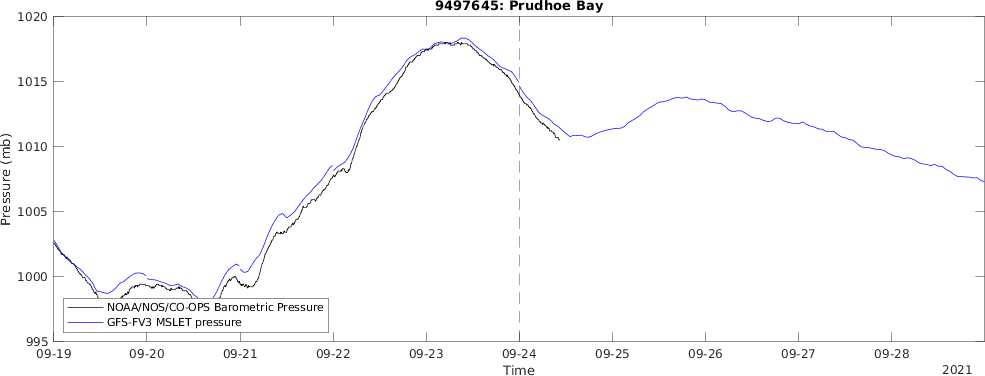 9497645: Prudhoe Bay
1020
1015
1010
1005
1000
995
Pressure (mb)
NOAA/NOS/CO-OPS Barometric Pressure
GFS-FV3 MSLET pressure
09-19 09-20 09-21 09-22 09-23 09-24 09-25 09-26 09-27 09-28
Time
2021